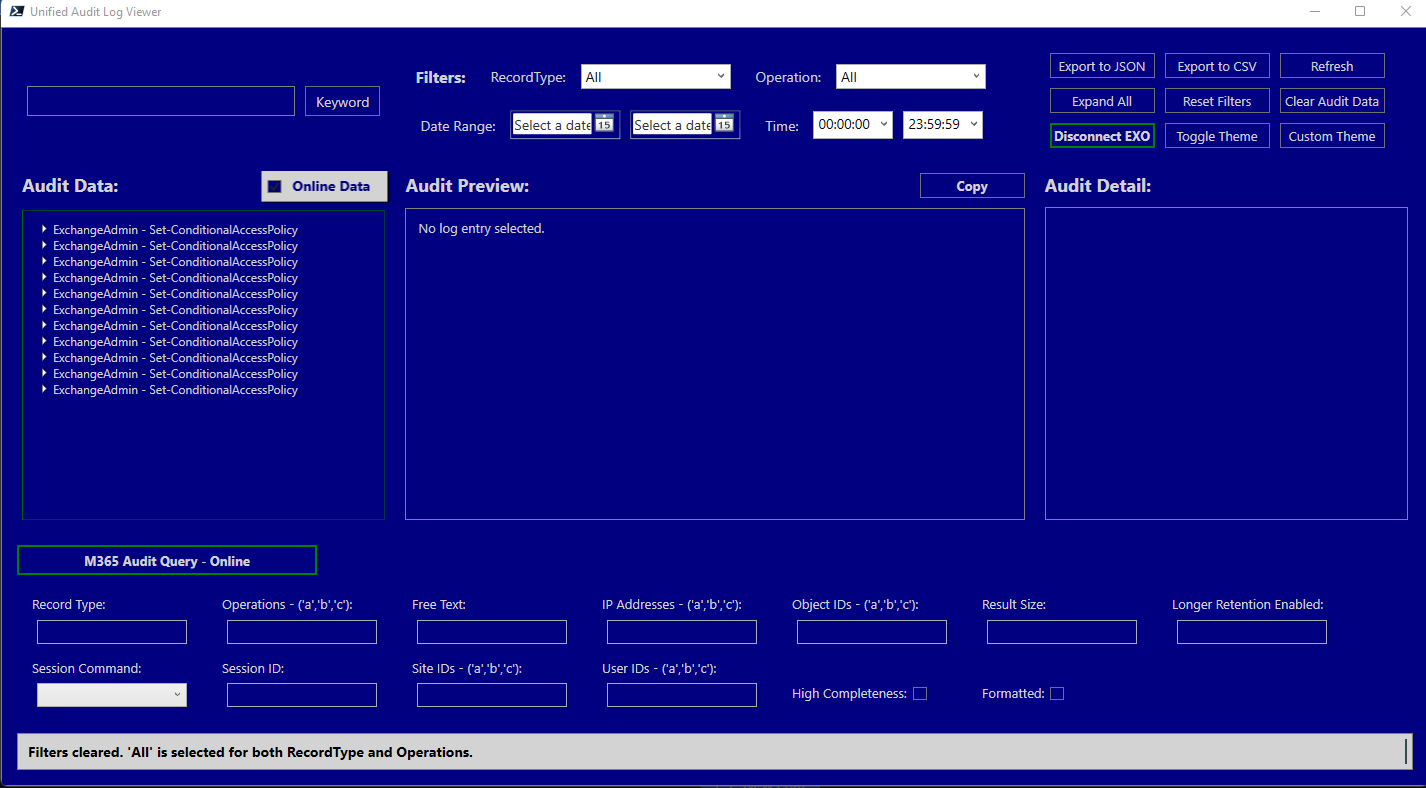 Unified Audit Log Viewer
Keyword
Filters: RecordType: All Operation: All
Date Range: Select a date 15 Select a date 15 Time: 00:00:00 23:59:59
Export to JSON Export to CSV Refresh
Expand All Reset Filters Clear Audit Data
Disconnect EXO Toggle Theme Custom Theme
Audit Data: Online Data
ExchangeAdmin - Set-ConditionalAccessPolicy
ExchangeAdmin - Set-ConditionalAccessPolicy
ExchangeAdmin - Set-ConditionalAccessPolicy
ExchangeAdmin - Set-ConditionalAccessPolicy
ExchangeAdmin - Set-ConditionalAccessPolicy
ExchangeAdmin - Set-ConditionalAccessPolicy
ExchangeAdmin - Set-ConditionalAccessPolicy
ExchangeAdmin - Set-ConditionalAccessPolicy
ExchangeAdmin - Set-ConditionalAccessPolicy
ExchangeAdmin - Set-ConditionalAccessPolicy
ExchangeAdmin - Set-ConditionalAccessPolicy
Audit Preview: Copy
No log entry selected.
Audit Detail:
M365 Audit Query - Online
Record Type: Operations - ('a','b','c'): Free Text: IP Addresses - ('a','b','c'): Object IDs - ('a','b','c'): Result Size: Longer Retention Enabled:
Session Command: Session ID: Site IDs - ('a','b','c'): User IDs - ('a','b','c'): High Completeness: Formatted:
Filters cleared. 'All' is selected for both RecordType and Operations.